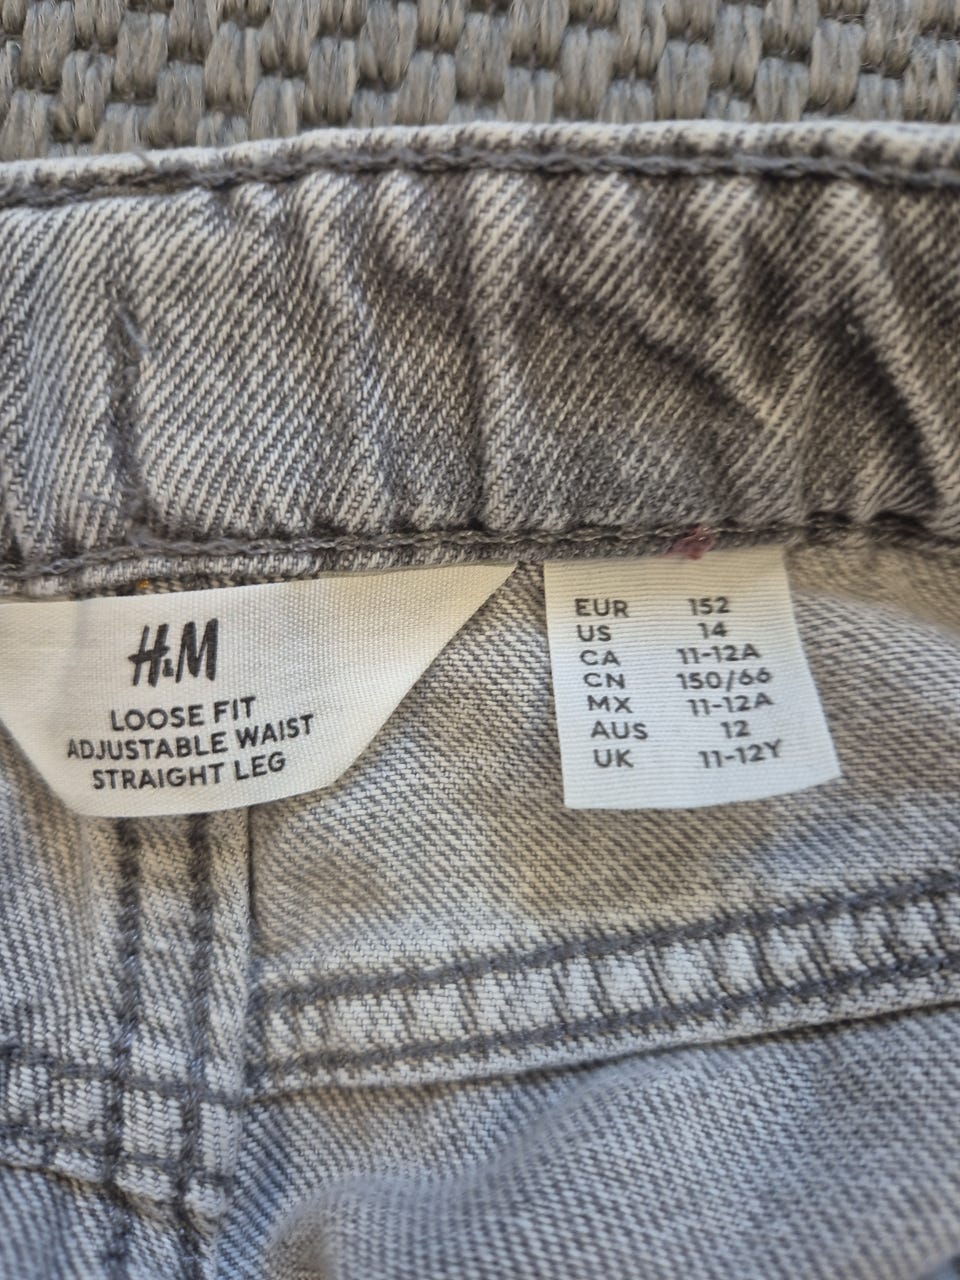 H&M
LOOSE FIT
ADJUSTABLE WAIST
STRAIGHT LEG
EUR 152
US 14
CA 11-12A
CN 150/66
MX 11-12A
AUS 12
UK 11-12Y